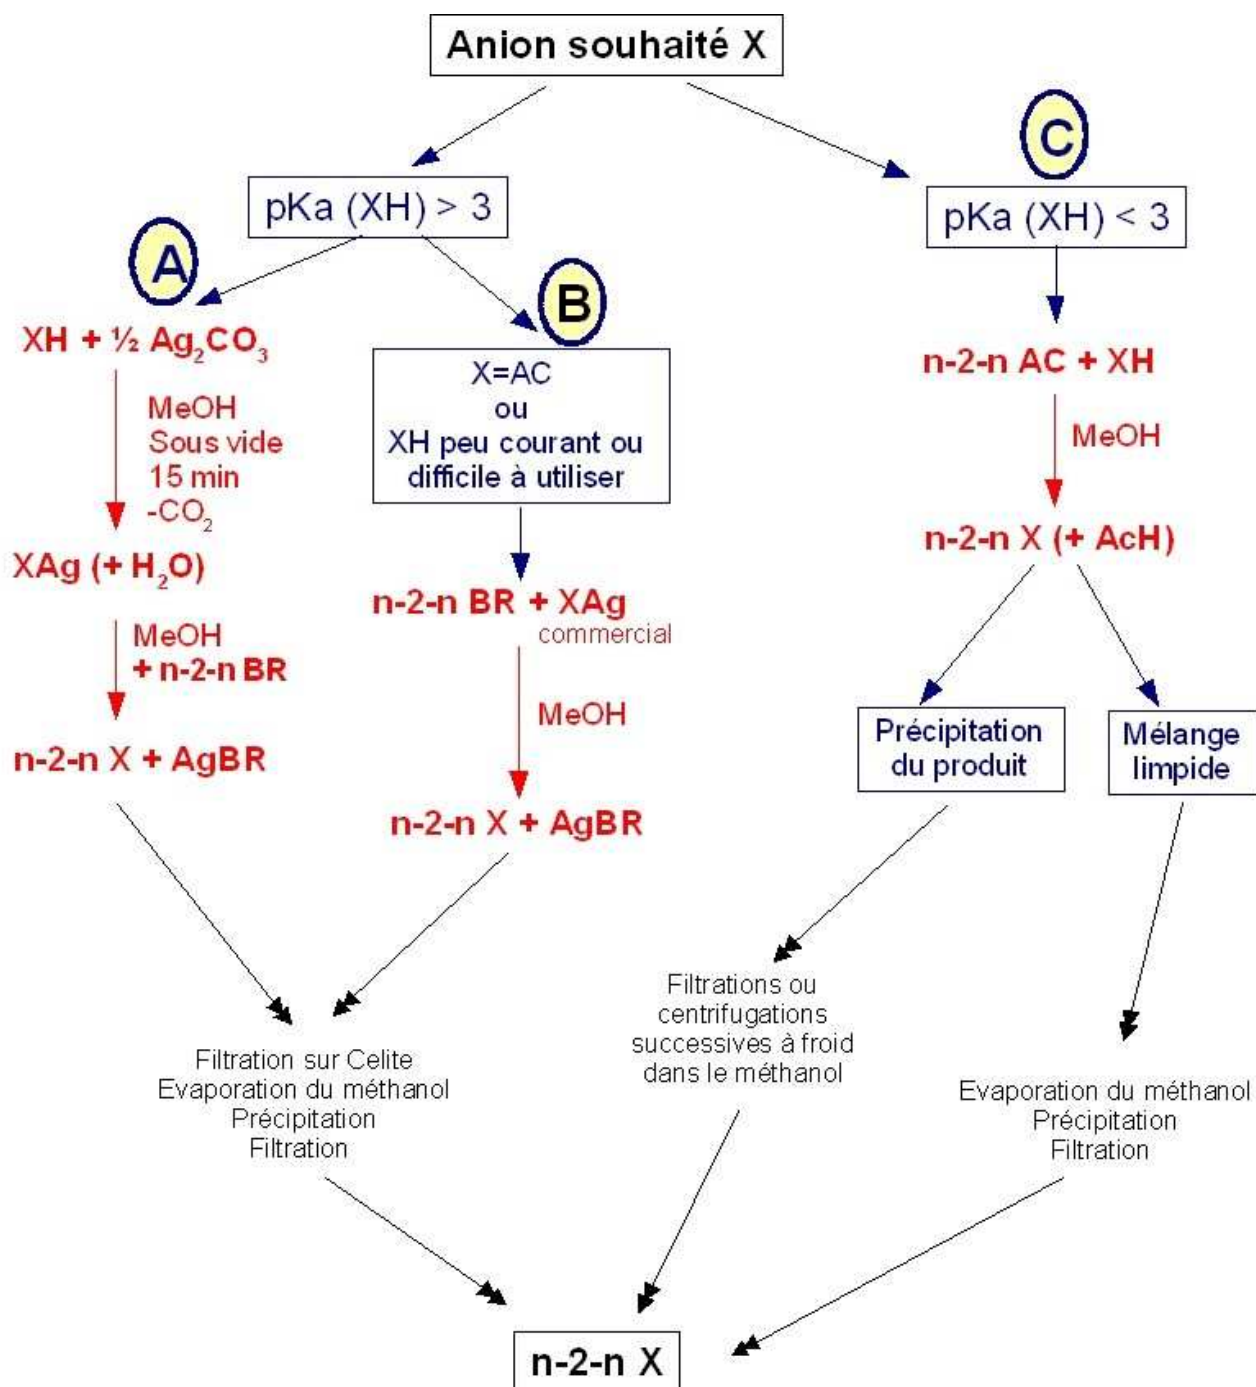 Anion souhaité X
C
pKa (XH) > 3
pKa (XH) < 3
A
XH + ½ Ag₂CO₃
MeOH
Sous vide
15 min
-CO₂
XAg (+ H₂O)
MeOH
+ n-2-n BR
n-2-n X + AgBR
B
X=AC
ou
XH peu courant ou
difficile à utiliser
n-2-n BR + XAg
commercial
MeOH
n-2-n X + AgBR
n-2-n AC + XH
MeOH
n-2-n X (+ AcH)
Précipitation
du produit
Mélange
limpide
Filtration sur Celite
Evaporation du méthanol
Précipitation
Filtration
Filtrations ou
centrifugations
successives à froid
dans le méthanol
Evaporation du méthanol
Précipitation
Filtration
n-2-n X